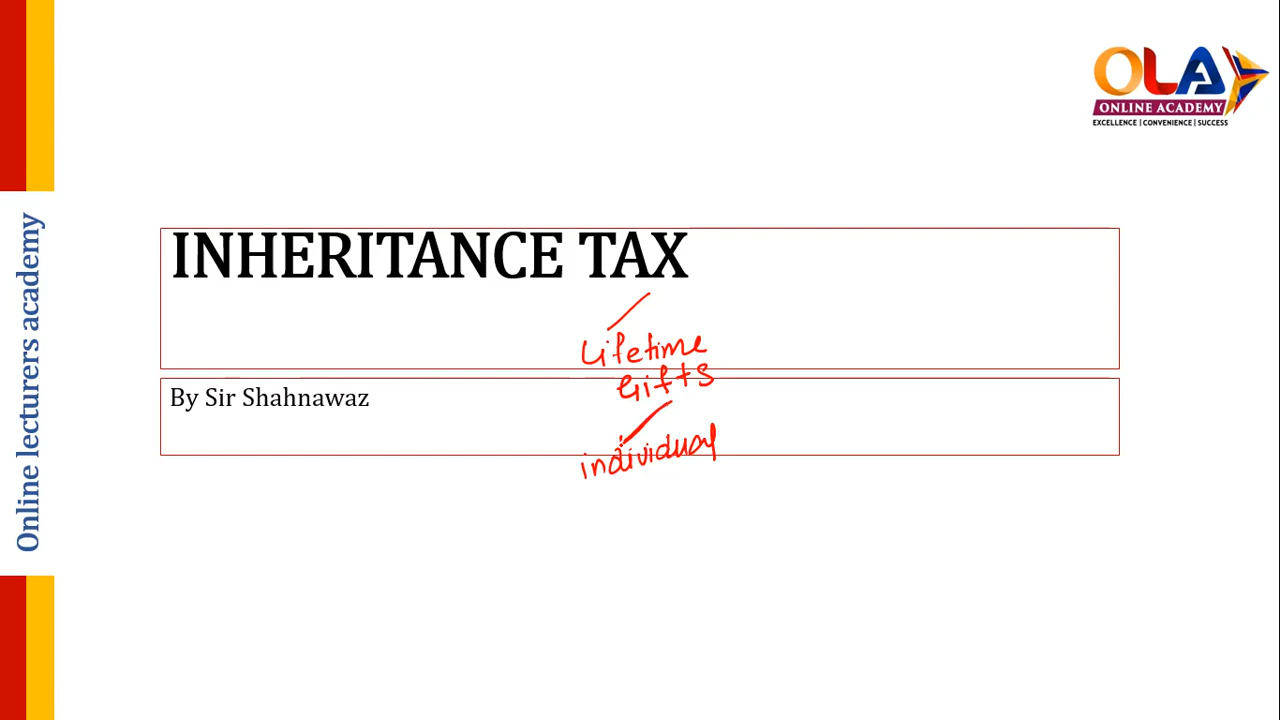 OLA
ONLINE ACADEMY
EXCELLENCE | CONVENIENCE | SUCCESS
Online lecturers academy
INHERITANCE TAX
Lifetime
Gifts
By Sir Shahnawaz
individual